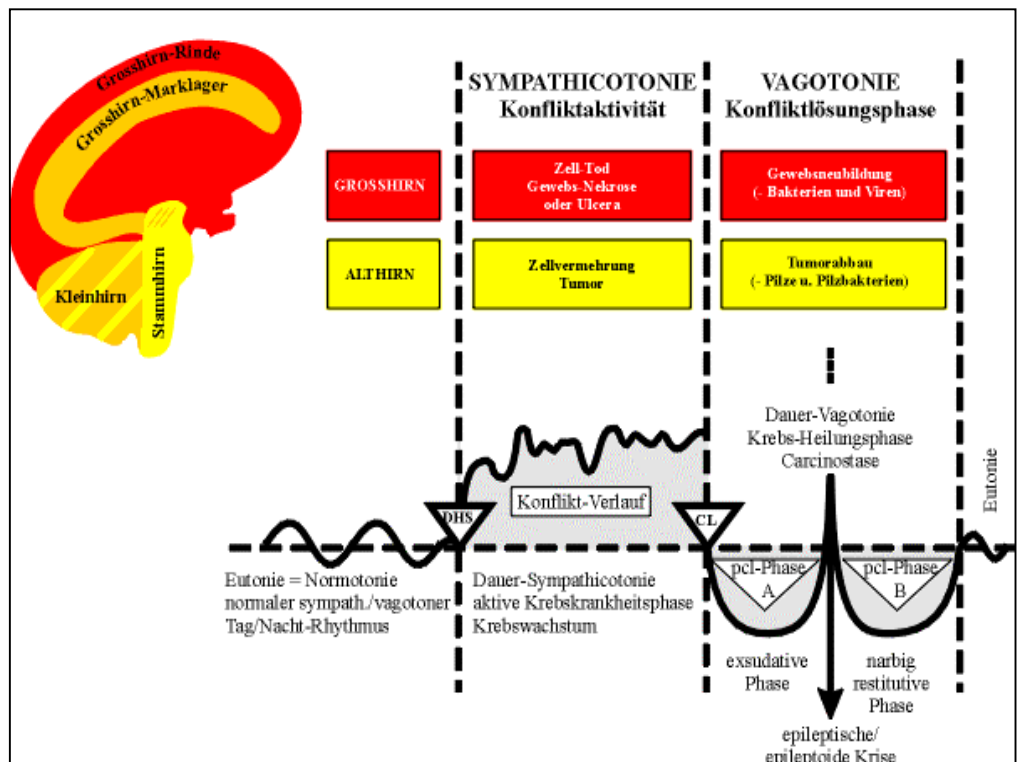 Grosshirn-Rinde
Grosshirn-Marklager
Kleinhirn
Stammhirn
SYMPATHICOTONIE
Konfliktaktivität
VAGOTONIE
Konfliktlösungsphase
GROSSHIRN
Zell-Tod
Gewebs-Nekrose
oder Ulcera
Gewebsneubildung
(- Bakterien und Viren)
ALTHIRN
Zellvermehrung
Tumor
Tumorabbau
(- Pilze u. Pilzbakterien)
Dauer-Vagotonie
Krebs-Heilungsphase
Carcinostase
Eutonie
Konflikt-Verlauf
DHS
CL
Eutonie = Normotonie
normaler sympath./vagotoner
Tag/Nacht-Rhythmus
Dauer-Sympathicotonie
aktive Krebskrankheitsphase
Krebswachstum
pcl-Phase
A
pcl-Phase
B
exsudative
Phase
narbig
restitutive
Phase
epileptische/
epileptoide Krise